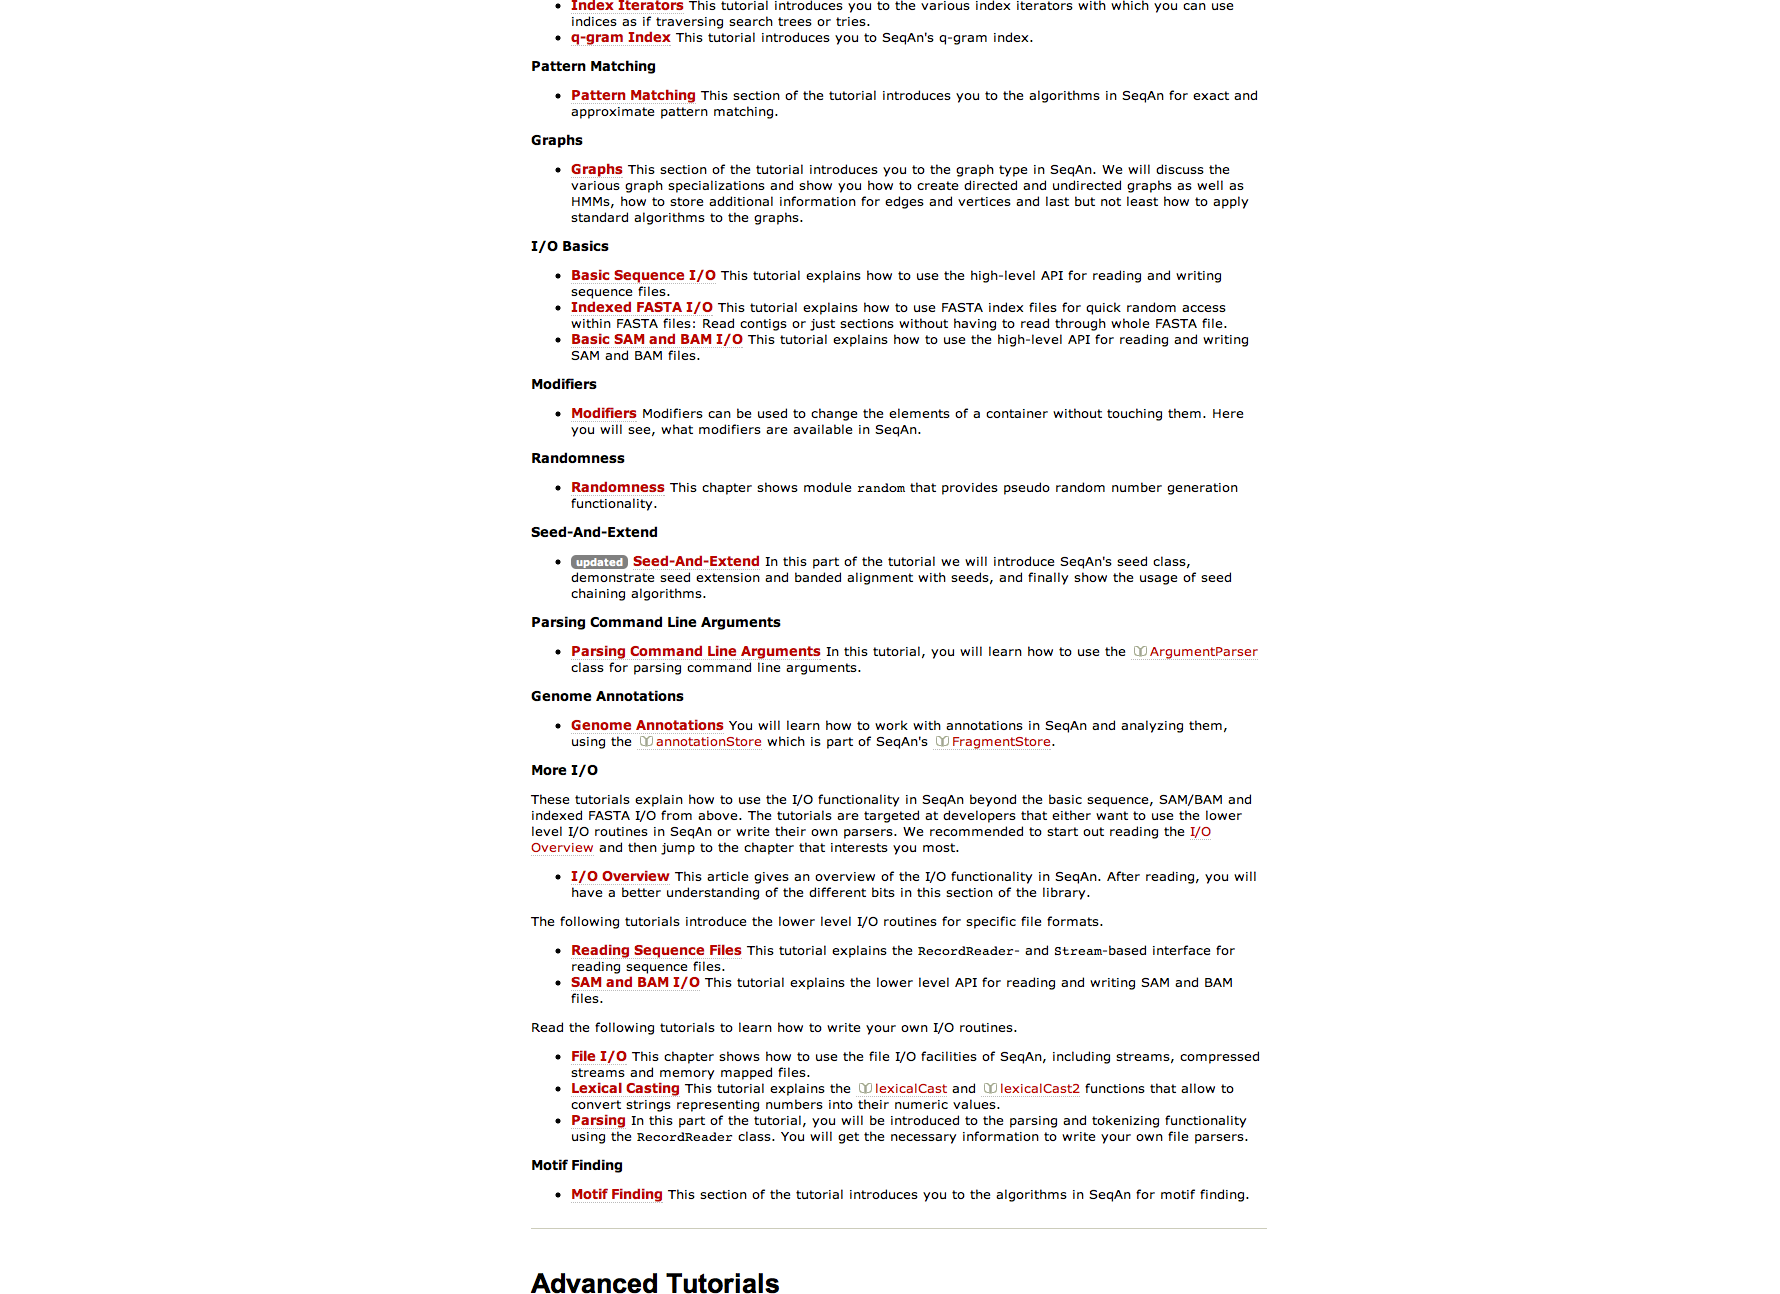 Index Iterators This tutorial introduces you to the various index iterators with which you can use
indices as if traversing search trees or tries.
q-gram Index This tutorial introduces you to SeqAn's q-gram index.
Pattern Matching
Pattern Matching This section of the tutorial introduces you to the algorithms in SeqAn for exact and
approximate pattern matching.
Graphs
Graphs This section of the tutorial introduces you to the graph type in SeqAn. We will discuss the
various graph specializations and show you how to create directed and undirected graphs as well as
HMMs, how to store additional information for edges and vertices and last but not least how to apply
standard algorithms to the graphs.
I/O Basics
Basic Sequence I/O This tutorial explains how to use the high-level API for reading and writing
sequence files.
Indexed FASTA I/O This tutorial explains how to use FASTA index files for quick random access
within FASTA files: Read contigs or just sections without having to read through whole FASTA file.
Basic SAM and BAM I/O This tutorial explains how to use the high-level API for reading and writing
SAM and BAM files.
Modifiers
Modifiers Modifiers can be used to change the elements of a container without touching them. Here
you will see, what modifiers are available in SeqAn.
Randomness
Randomness This chapter shows module random that provides pseudo random number generation
functionality.
Seed-And-Extend
updated Seed-And-Extend In this part of the tutorial we will introduce SeqAn's seed class,
demonstrate seed extension and banded alignment with seeds, and finally show the usage of seed
chaining algorithms.
Parsing Command Line Arguments
Parsing Command Line Arguments In this tutorial, you will learn how to use the ArgumentParser
class for parsing command line arguments.
Genome Annotations
Genome Annotations You will learn how to work with annotations in SeqAn and analyzing them,
using the annotationStore which is part of SeqAn's FragmentStore.
More I/O
These tutorials explain how to use the I/O functionality in SeqAn beyond the basic sequence, SAM/BAM and
indexed FASTA I/O from above. The tutorials are targeted at developers that either want to use the lower
level I/O routines in SeqAn or write their own parsers. We recommended to start out reading the I/O
Overview and then jump to the chapter that interests you most.
I/O Overview This article gives an overview of the I/O functionality in SeqAn. After reading, you will
have a better understanding of the different bits in this section of the library.
The following tutorials introduce the lower level I/O routines for specific file formats.
Reading Sequence Files This tutorial explains the RecordReader- and Stream-based interface for
reading sequence files.
SAM and BAM I/O This tutorial explains the lower level API for reading and writing SAM and BAM
files.
Read the following tutorials to learn how to write your own I/O routines.
File I/O This chapter shows how to use the file I/O facilities of SeqAn, including streams, compressed
streams and memory mapped files.
Lexical Casting This tutorial explains the lexicalCast and lexicalCast2 functions that allow to
convert strings representing numbers into their numeric values.
Parsing In this part of the tutorial, you will be introduced to the parsing and tokenizing functionality
using the RecordReader class. You will get the necessary information to write your own file parsers.
Motif Finding
Motif Finding This section of the tutorial introduces you to the algorithms in SeqAn for motif finding.
Advanced Tutorials